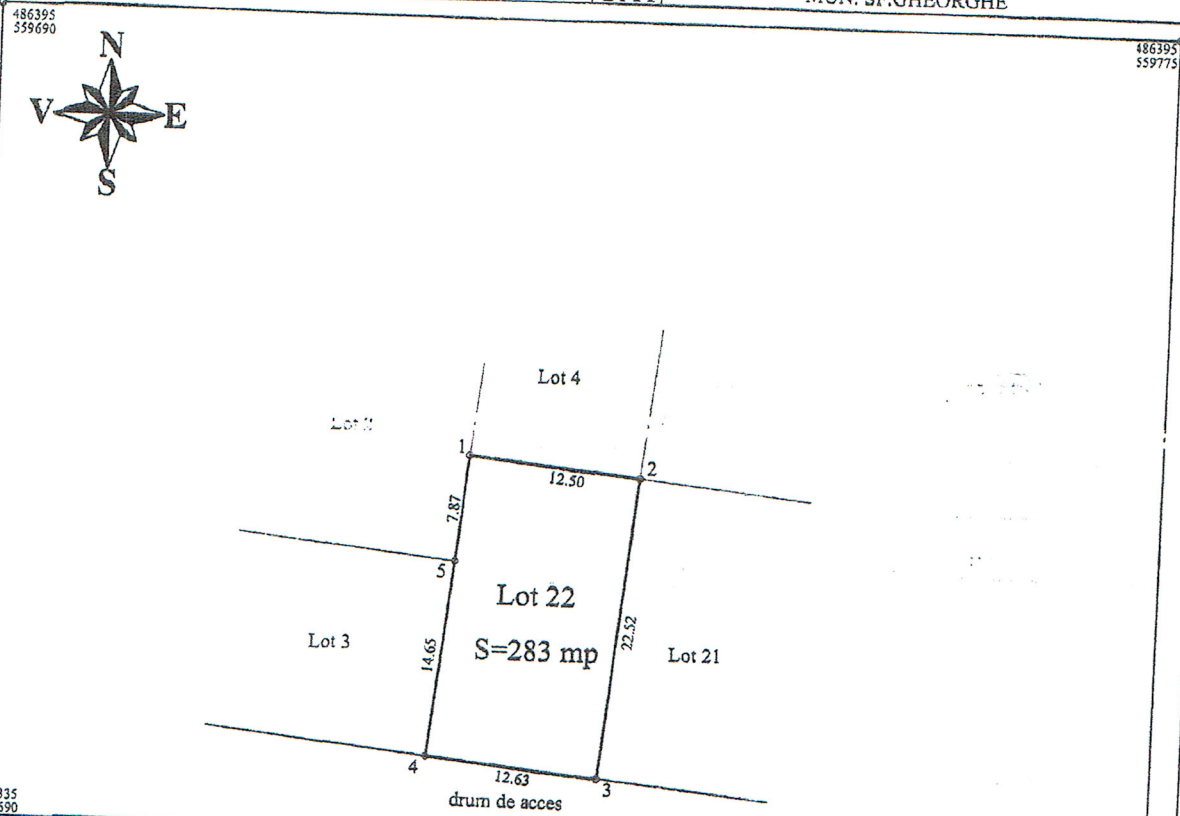 MUN. SF.GHEORGHE
486395
559690
486395
559775
N
V
E
S
Lot 4
1
12.50
2
7.87
5
Lot 22
Lot 3
14.65
S=283 mp
22.52
Lot 21
4
12.63
3
drum de acces